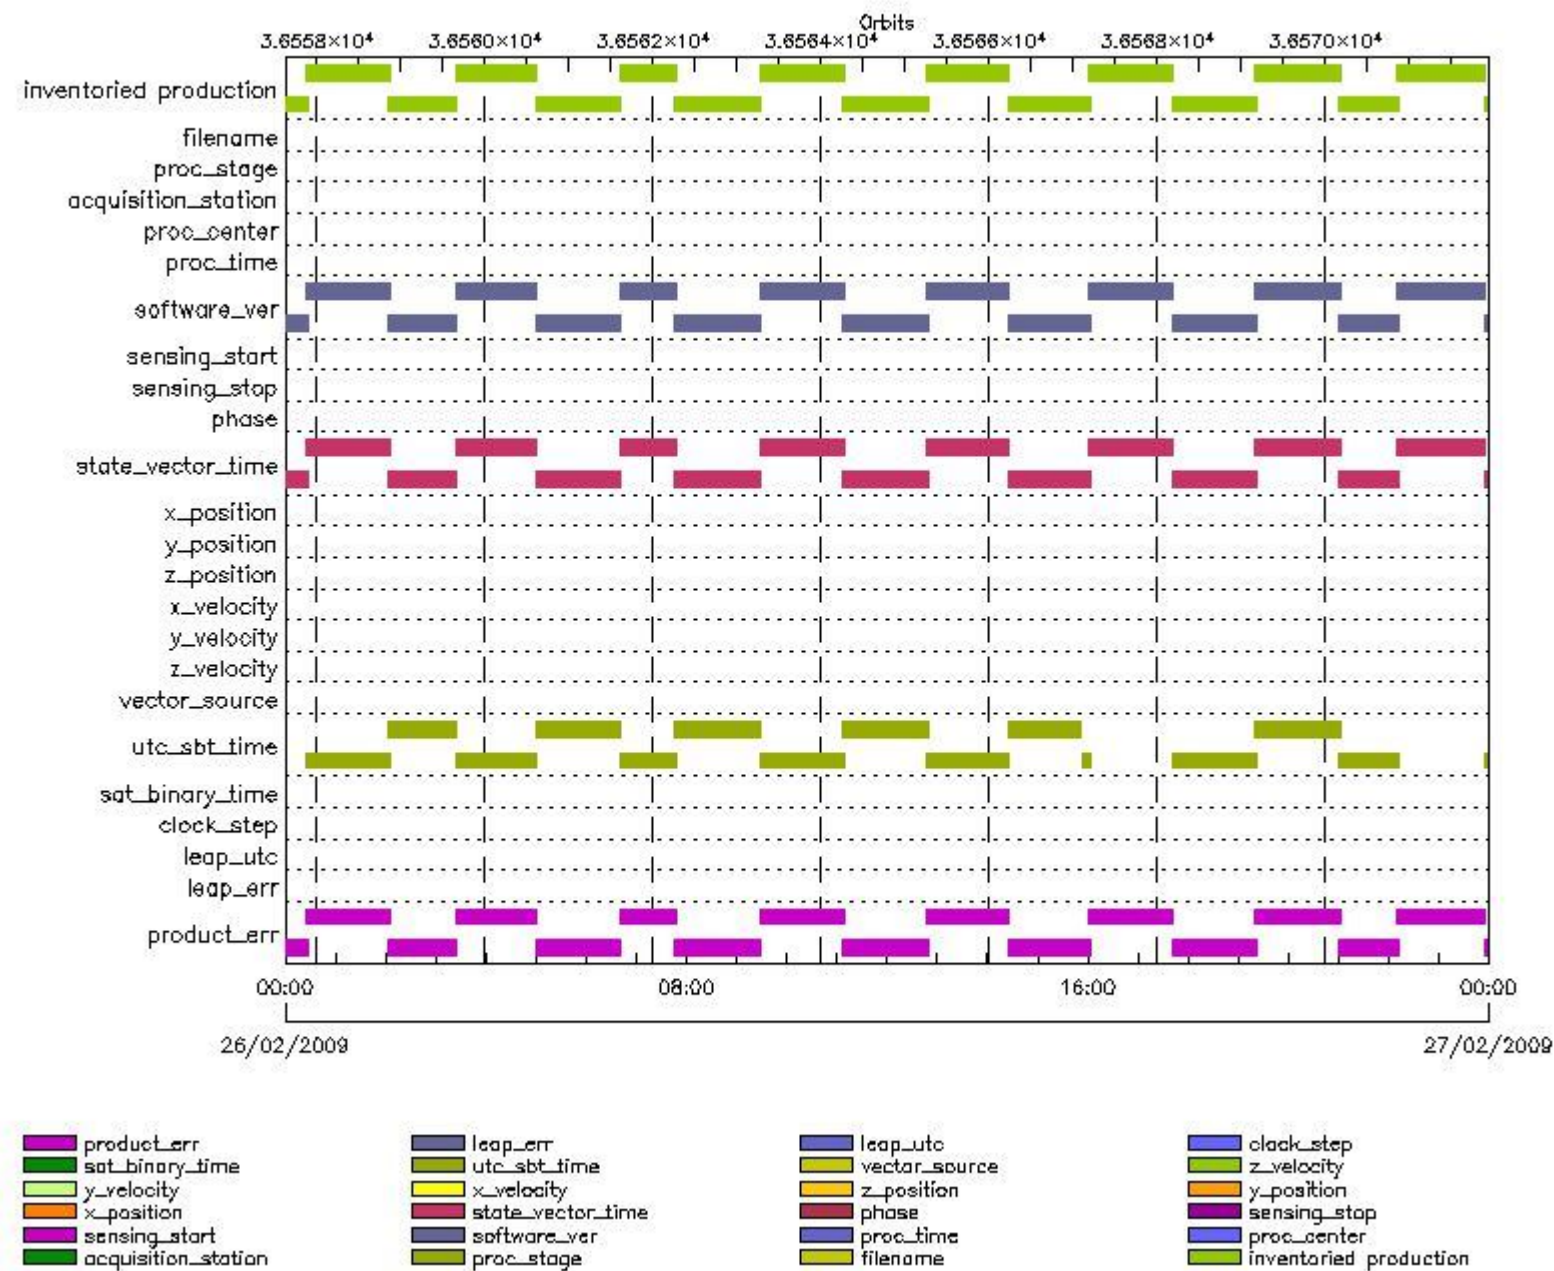 Orbits
3.6558×10⁴ 3.6560×10⁴ 3.6562×10⁴ 3.6564×10⁴ 3.6566×10⁴ 3.6568×10⁴ 3.6570×10⁴
inventoried production
filename
proc_stage
acquisition_station
proc_center
proc_time
software_ver
sensing_start
sensing_stop
phase
state_vector_time
x_position
y_position
z_position
x_velocity
y_velocity
z_velocity
vector_source
utc_sbt_time
sat_binary_time
clock_step
leap_utc
leap_err
product_err
00:00 08:00 16:00 00:00
26/02/2009 27/02/2009
product_err leap_err leap_utc clock_step
sat_binary_time utc_sbt_time vector_source z_velocity
y_velocity x_velocity z_position y_position
x_position state_vector_time phase sensing_stop
sensing_start software_ver proc_time proc_center
acquisition_station proc_stage filename inventoried production